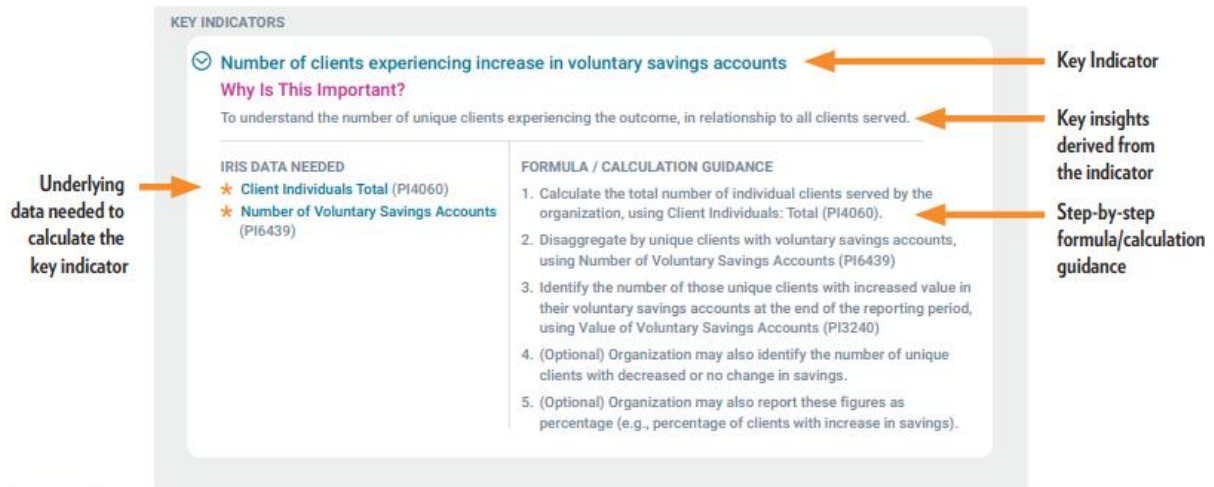 KEY INDICATORS
Number of clients experiencing increase in voluntary savings accounts
Why Is This Important?
To understand the number of unique clients experiencing the outcome, in relationship to all clients served.
IRIS DATA NEEDED
* Client Individuals Total (PI4060)
* Number of Voluntary Savings Accounts
(PI6439)
FORMULA / CALCULATION GUIDANCE
1. Calculate the total number of individual clients served by the
organization, using Client Individuals: Total (PI4060).
2. Disaggregate by unique clients with voluntary savings accounts,
using Number of Voluntary Savings Accounts (PI6439)
3. Identify the number of those unique clients with increased value in
their voluntary savings accounts at the end of the reporting period,
using Value of Voluntary Savings Accounts (PI3240)
4. (Optional) Organization may also identify the number of unique
clients with decreased or no change in savings.
5. (Optional) Organization may also report these figures as
percentage (e.g., percentage of clients with increase in savings).
Underlying
data needed to
calculate the
key indicator
Key Indicator
Key insights
derived from
the indicator
Step-by-step
formula/calculation
guidance